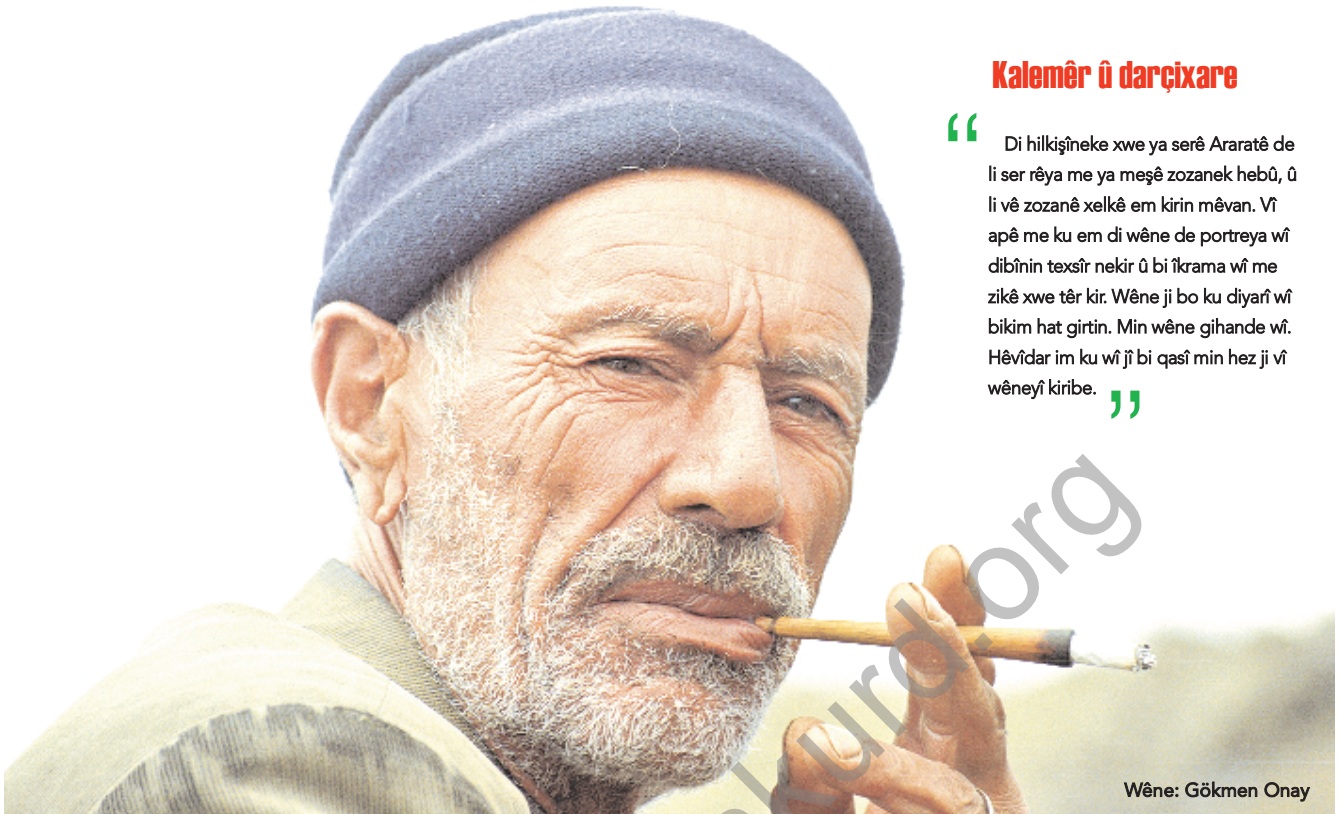 Kalemêr û darçixare
“
Di hilkişîneke xwe ya serê Araratê de
li ser rêya me ya meşê zozanek hebû, û
li vê zozanê xelkê em kirin mêvan. Vî
apê me ku em di wêne de portreya wî
dibînin texsîr nekir û bi îkrama wî me
zikê xwe têr kir. Wêne ji bo ku diyarî wî
bikim hat girtin. Min wêne gihande wî.
Hêvîdar im ku wî jî bi qasî min hez ji vî
wêneyî kiribe.
”
kurd.org
Wêne: Gökmen Onay